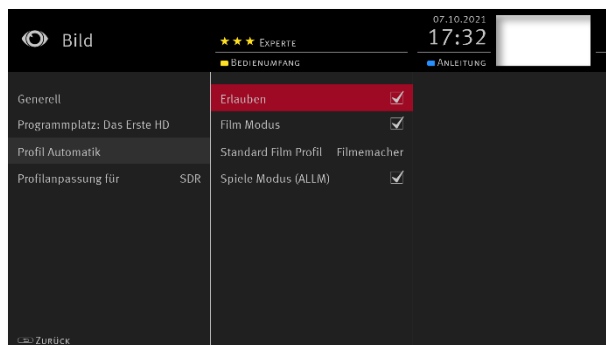 Bild
★★★ EXPERTE
BEDIENUMFANG
07.10.2021
17:32
ANLEITUNG
Generell
Programmplatz: Das Erste HD
Profil Automatik
Profilanpassung für SDR
Erlauben
Film Modus
Standard Film Profil Filmemacher
Spiele Modus (ALLM)
ZURÜCK